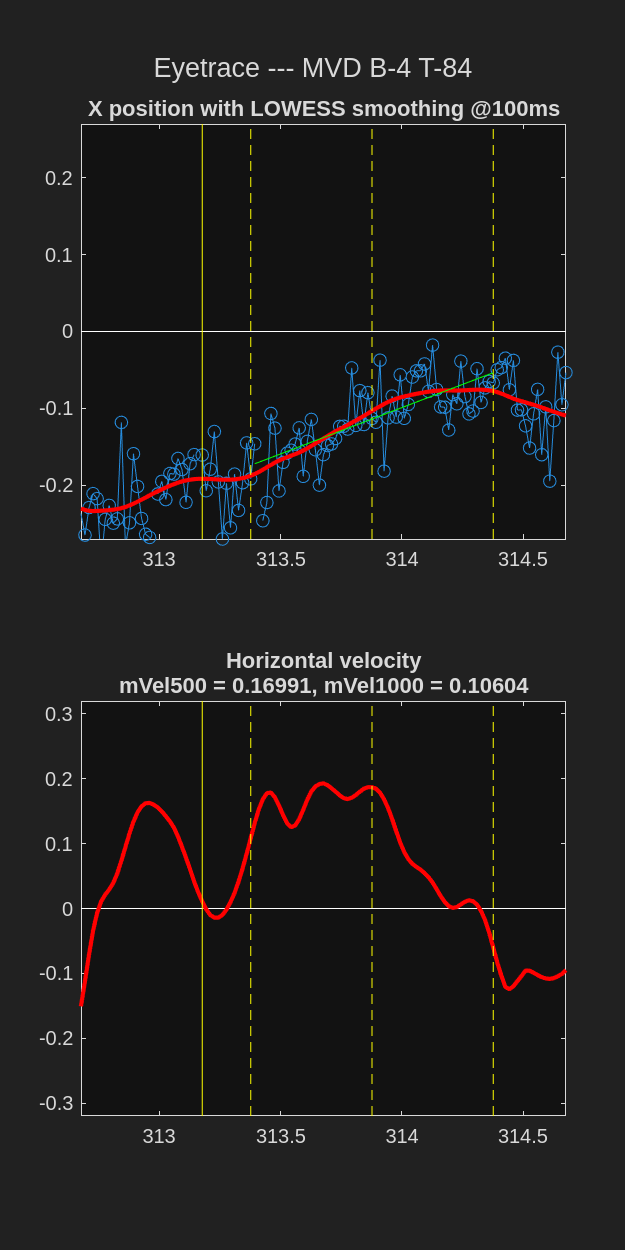 Eyetrace --- MVD B-4 T-84
X position with LOWESS smoothing @100ms
0.2
0.1
0
-0.1
-0.2
313 313.5 314 314.5
Horizontal velocity
mVel500 = 0.16991, mVel1000 = 0.10604
0.3
0.2
0.1
0
-0.1
-0.2
-0.3
313 313.5 314 314.5